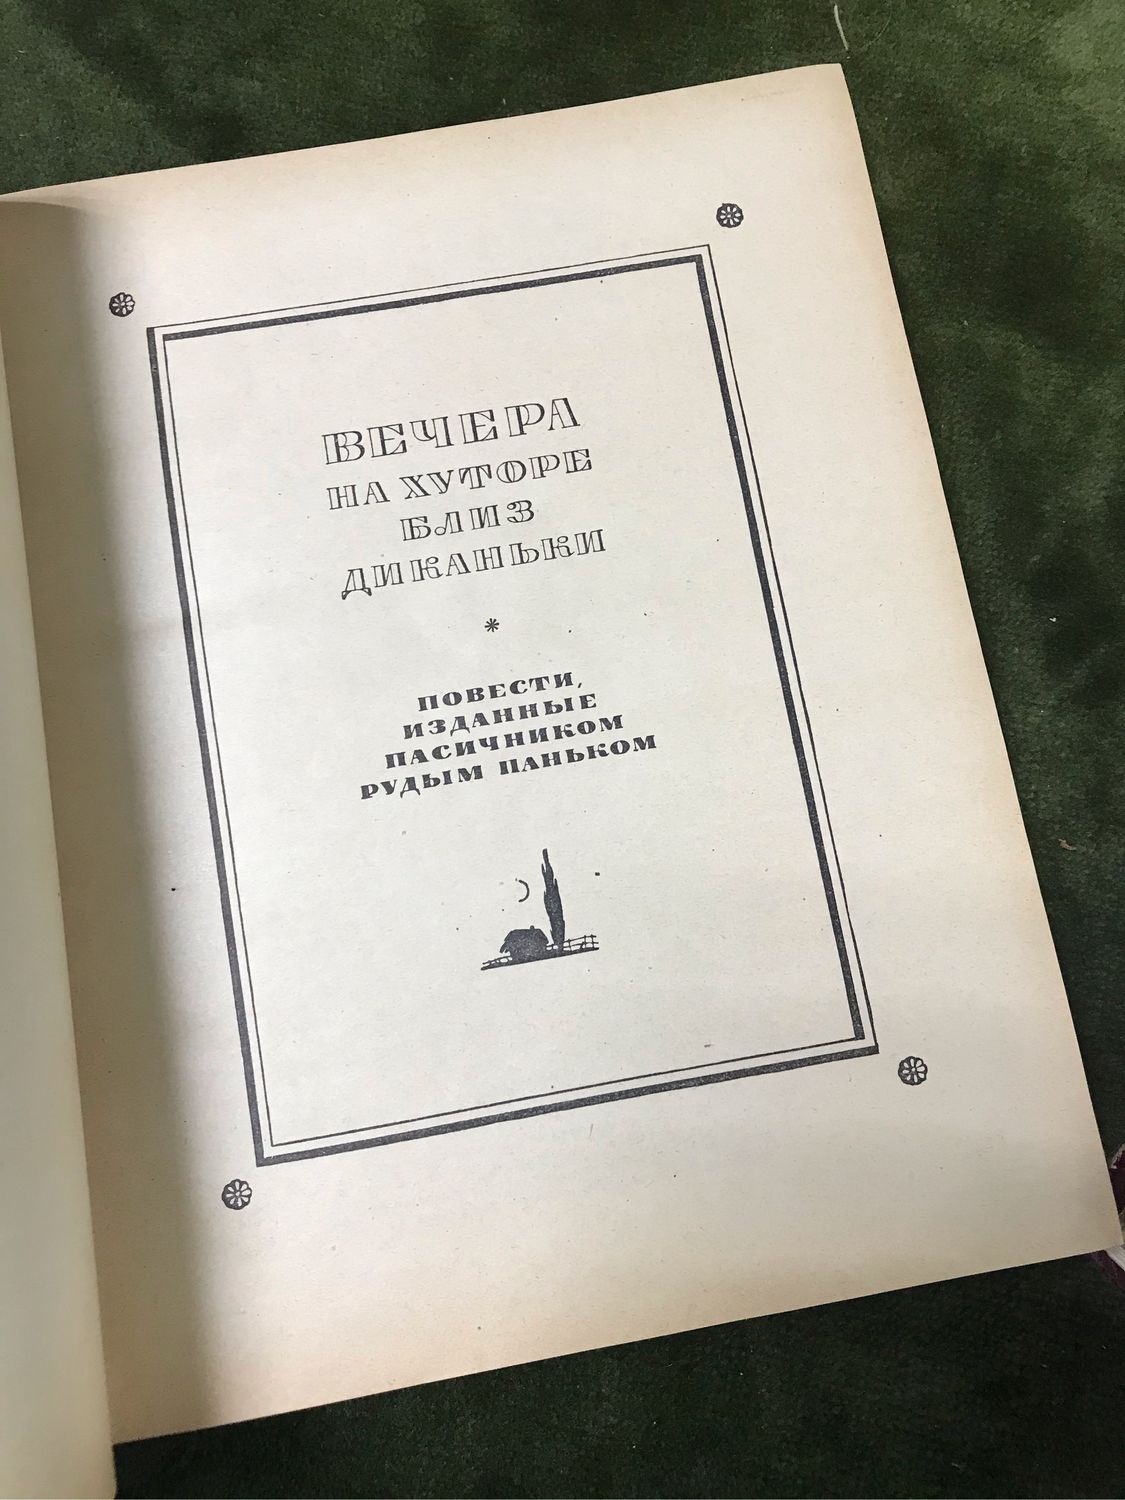 ВЕЧЕРА
НА ХУТОРЕ
БЛИЗ
ДИКАНЬКИ
*
ПОВЕСТИ,
ИЗДАННЫЕ
ПАСИЧНИКОМ
РУДЫМ ПАНЬКОМ